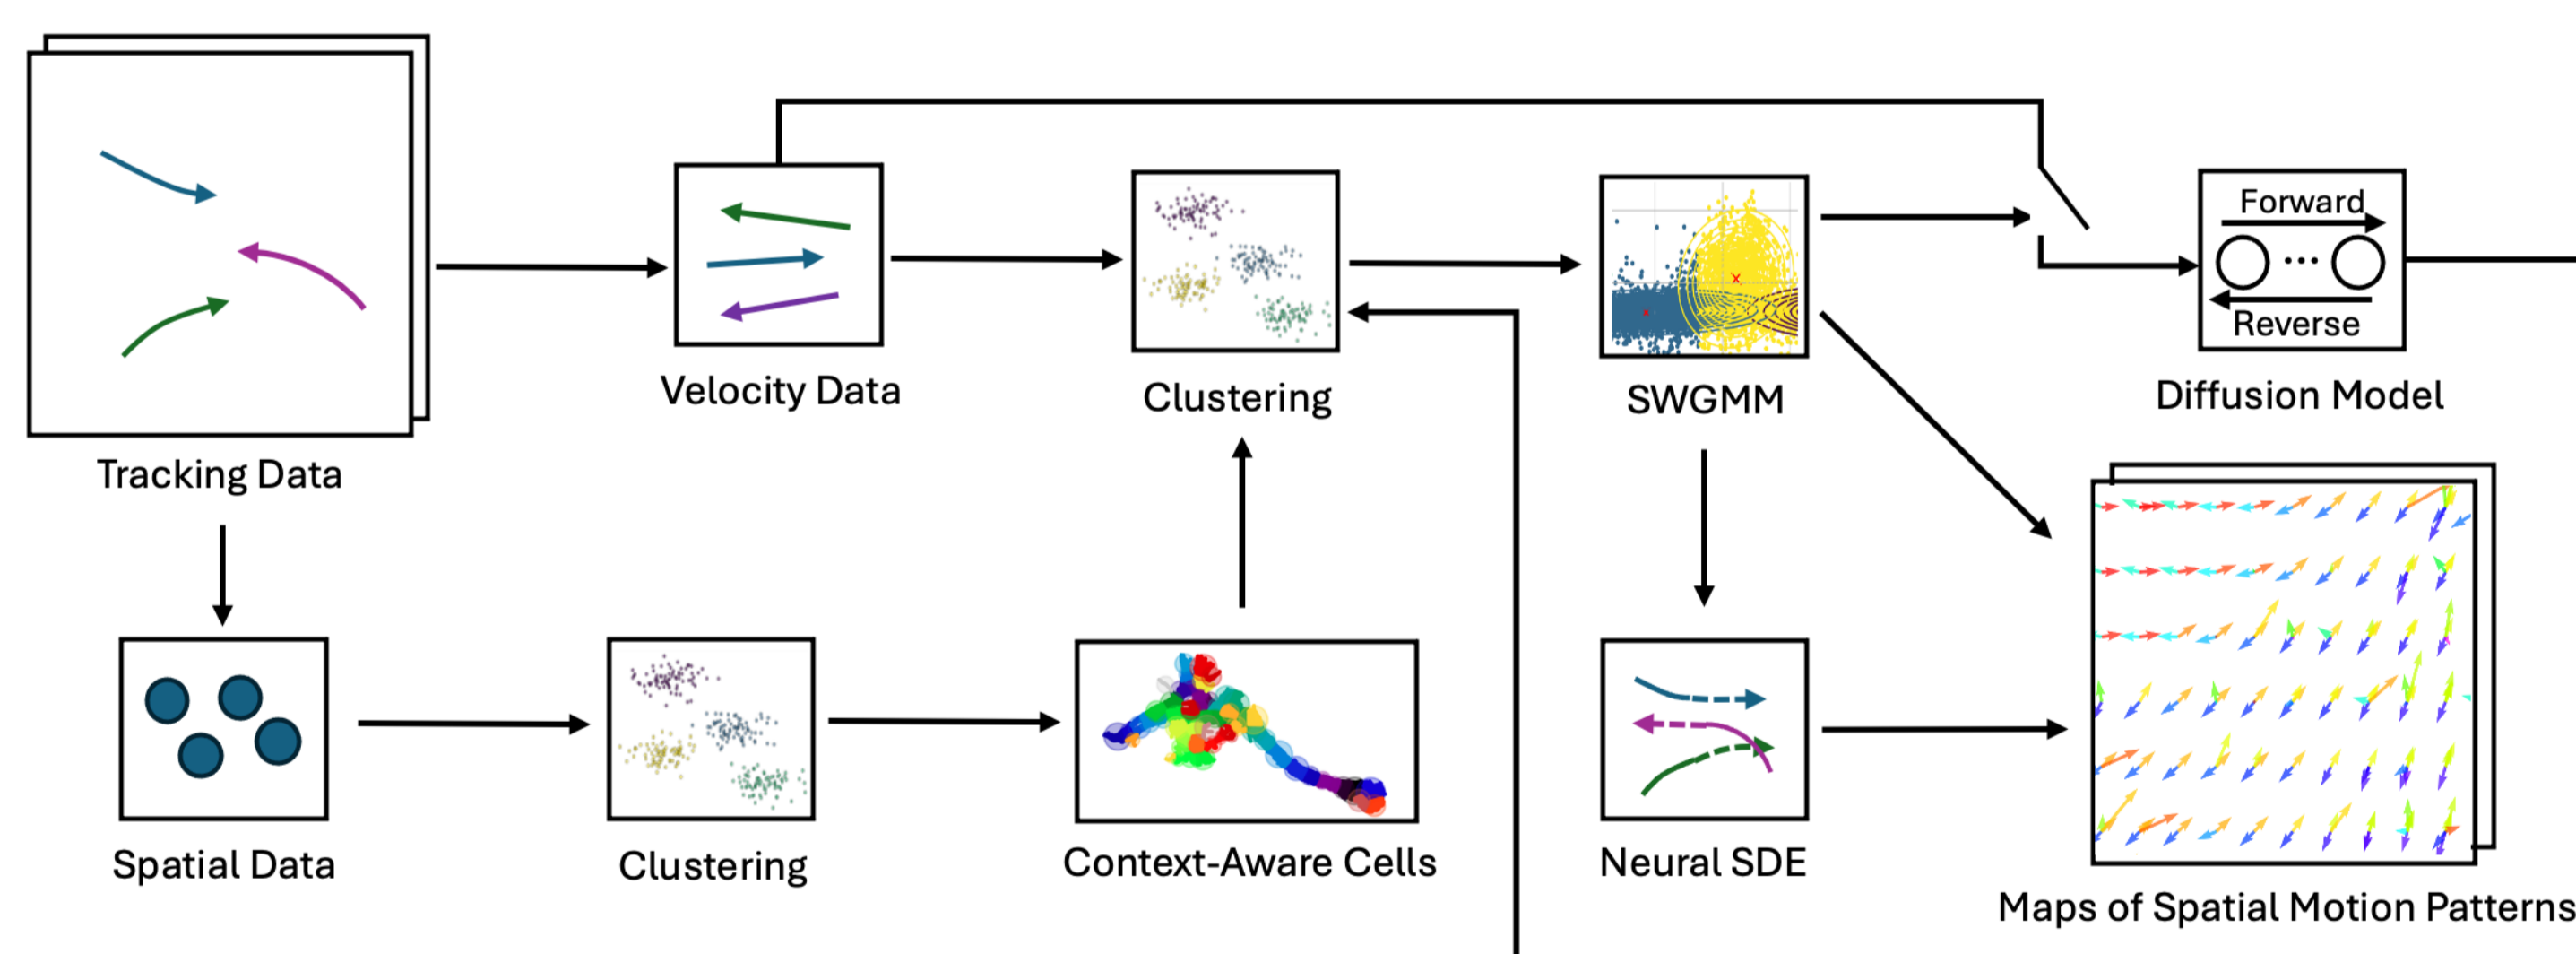 Forward
Reverse
Velocity Data
Clustering
SWGMM
Diffusion Model
Tracking Data
Spatial Data
Clustering
Context-Aware Cells
Neural SDE
Maps of Spatial Motion Patterns